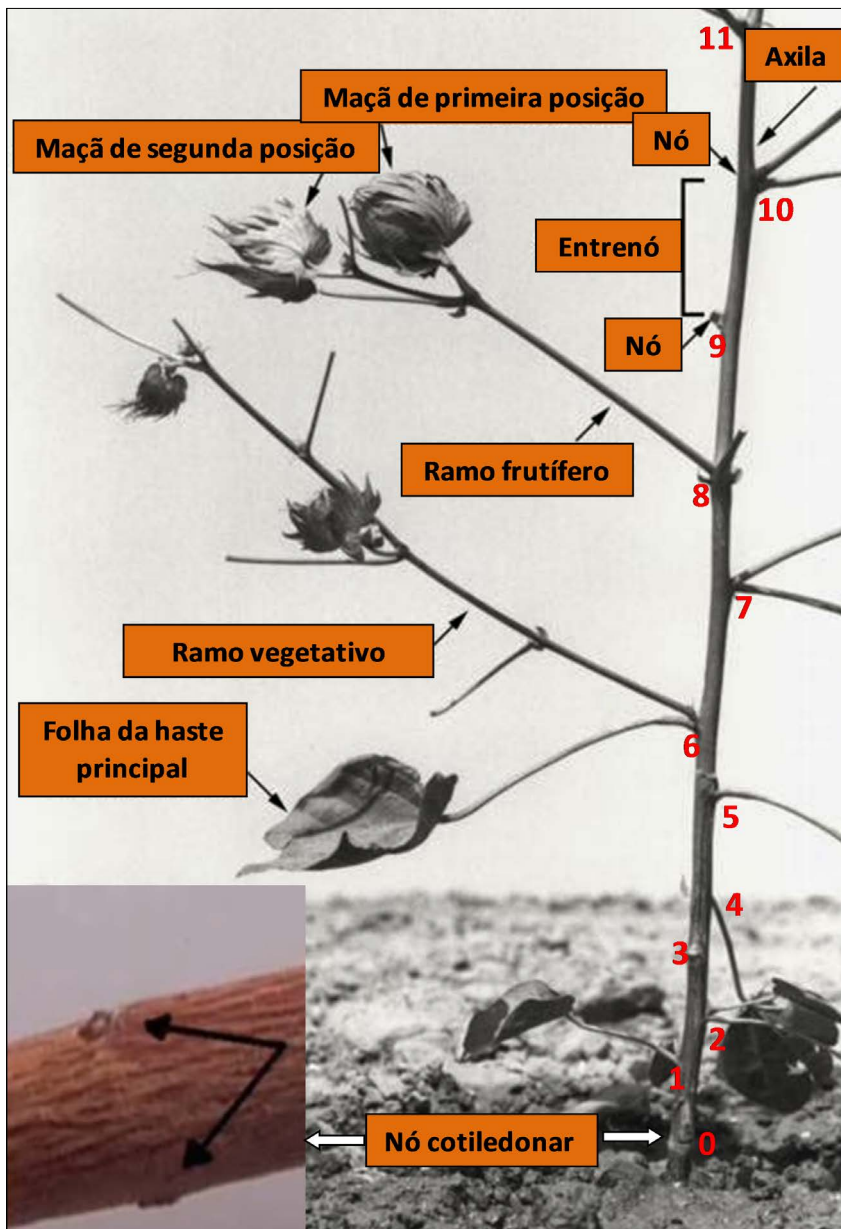 11
Axila
Maçã de primeira posição
Nó
Maçã de segunda posição
10
Entrenó
Nó
9
Ramo frutífero
8
7
Ramo vegetativo
Folha da haste
principal
6
5
4
3
2
1
Nó cotiledonar
0